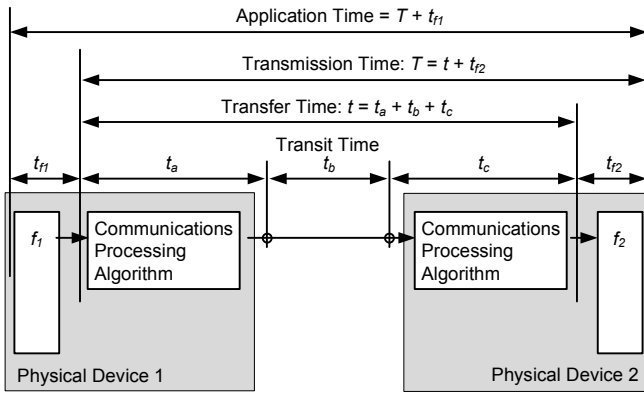 Application Time = T + tf1
Transmission Time: T = t + tf2
Transfer Time: t = ta + tb + tc
Transit Time
tf1 ta tb tc tf2
f1
Communications
Processing
Algorithm
Communications
Processing
Algorithm
f2
Physical Device 1
Physical Device 2